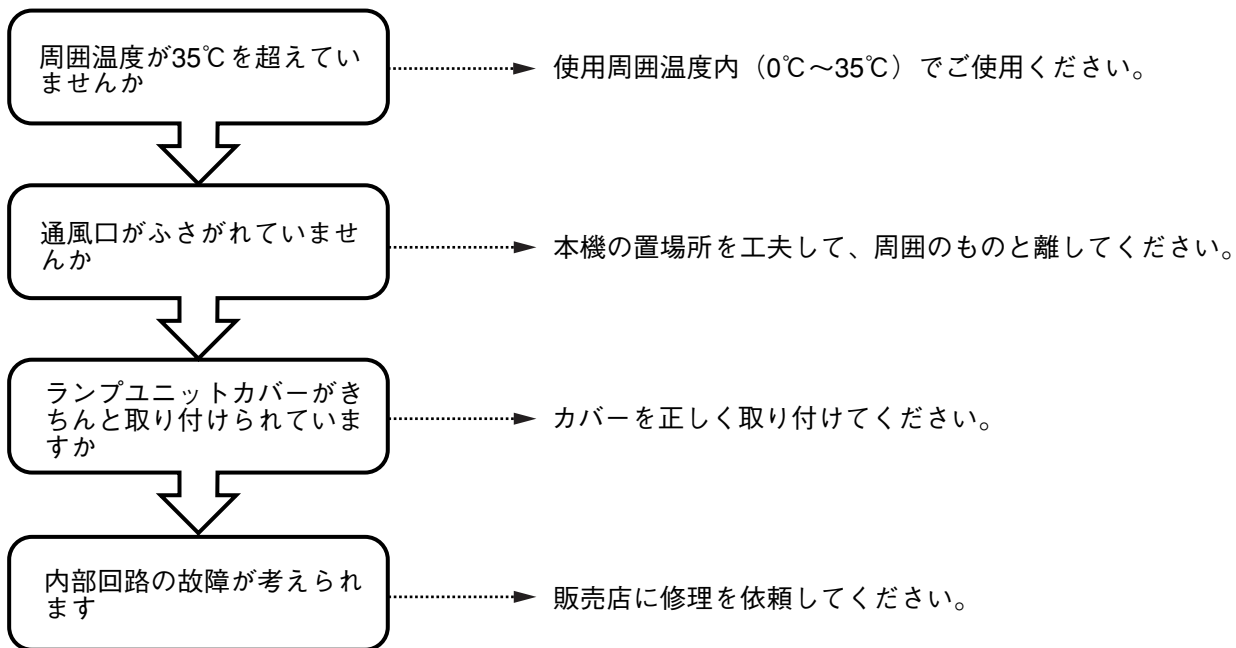 周囲温度が35℃を超えてい
ませんか
使用周囲温度内（0℃～35℃）でご使用ください。
通風口がふさがれていませ
んか
本機の置場所を工夫して、周囲のものと離してください。
ランプユニットカバーがき
ちんと取り付けられていま
すか
カバーを正しく取り付けてください。
内部回路の故障が考えられ
ます
販売店に修理を依頼してください。